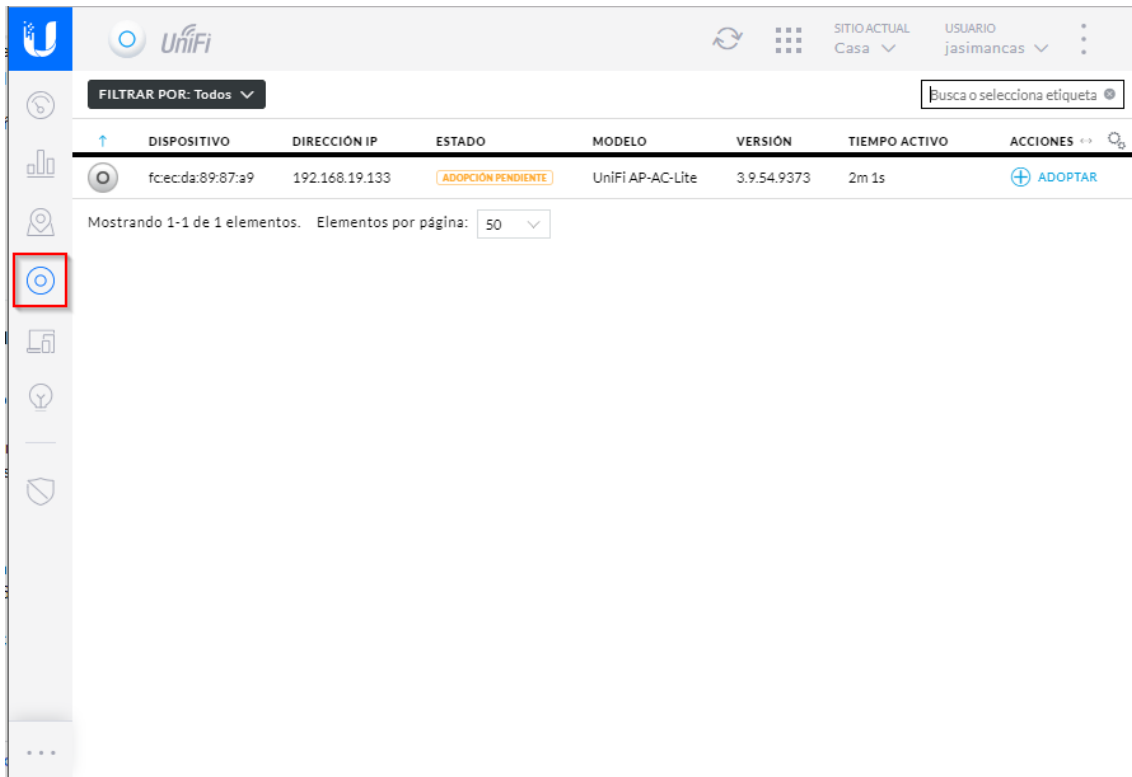 UniFi
SITIO ACTUAL
Casa
USUARIO
jasimancas
FILTRAR POR: Todos
Busca o selecciona etiqueta
DISPOSITIVO DIRECCIÓN IP ESTADO MODELO VERSIÓN TIEMPO ACTIVO ACCIONES
fc:ec:da:89:87:a9 192.168.19.133 ADOPCIÓN PENDIENTE UniFi AP-AC-Lite 3.9.54.9373 2m 1s ADOPTAR
Mostrando 1-1 de 1 elementos. Elementos por página: 50